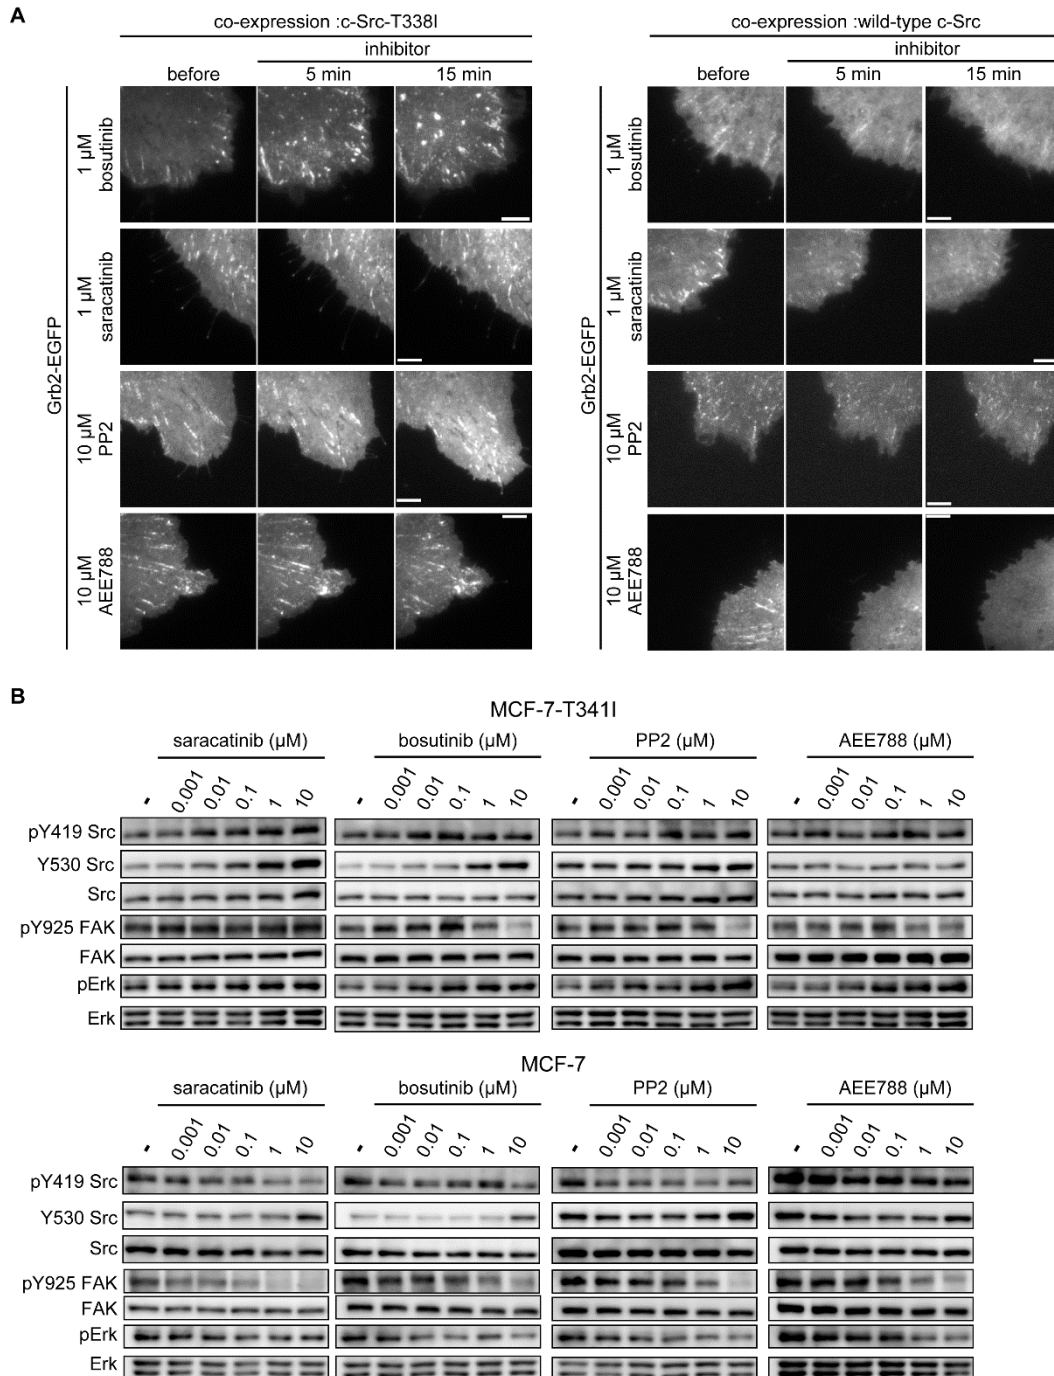 A
co-expression :c-Src-T338I
co-expression :wild-type c-Src
inhibitor
inhibitor
before 5 min 15 min
before 5 min 15 min
Grb2-EGFP
1 µM
bosutinib
1 µM
saracatinib
10 µM
PP2
10 µM
AEE788
Grb2-EGFP
1 µM
bosutinib
1 µM
saracatinib
10 µM
PP2
10 µM
AEE788
B
MCF-7-T341I
saracatinib (µM) bosutinib (µM) PP2 (µM) AEE788 (µM)
- 0.001 0.01 0.1 1 10 - 0.001 0.01 0.1 1 10 - 0.001 0.01 0.1 1 10 - 0.001 0.01 0.1 1 10
pY419 Src
Y530 Src
Src
pY925 FAK
FAK
pErk
Erk
MCF-7
saracatinib (µM) bosutinib (µM) PP2 (µM) AEE788 (µM)
- 0.001 0.01 0.1 1 10 - 0.001 0.01 0.1 1 10 - 0.001 0.01 0.1 1 10 - 0.001 0.01 0.1 1 10
pY419 Src
Y530 Src
Src
pY925 FAK
FAK
pErk
Erk